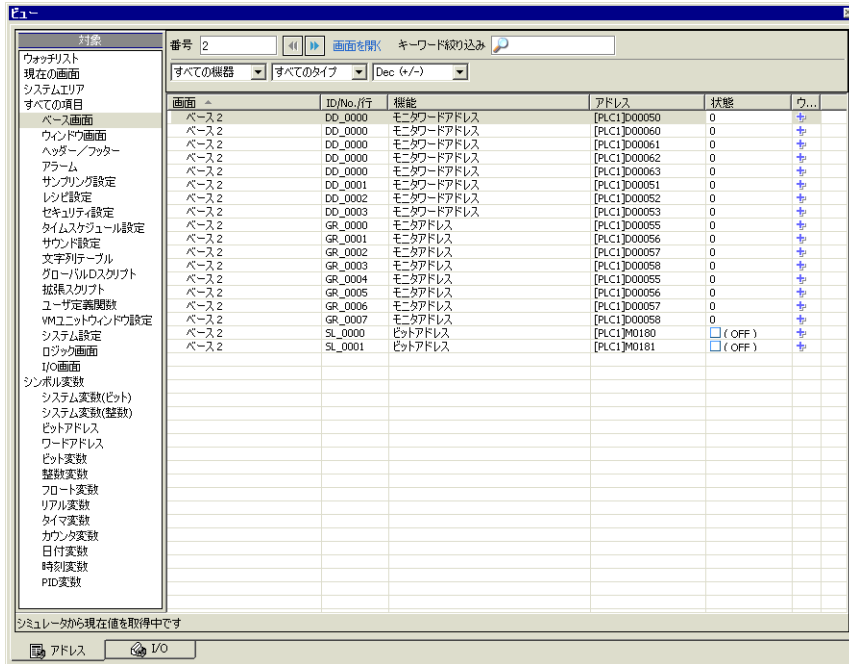 ビュー
対象
ウォッチリスト
現在の画面
システムエリア
すべての項目
ベース画面
ウィンドウ画面
ヘッダー／フッター
アラーム
サンプリング設定
レシピ設定
セキュリティ設定
タイムスケジュール設定
サウンド設定
文字列テーブル
グローバルDスクリプト
拡張スクリプト
ユーザ定義関数
VMユニットウィンドウ設定
システム設定
ロジック画面
I/O画面
シンボル変数
システム変数(ビット)
システム変数(整数)
ビットアドレス
ワードアドレス
ビット変数
整数変数
フロート変数
リアル変数
タイマ変数
カウンタ変数
日付変数
時刻変数
PID変数
番号 2 画面を開く キーワード絞り込み
すべての機器 すべてのタイプ Dec (+/-)
画面 ID/No./行 機能 アドレス 状態 ウ...
ベース 2 DD_0000 モニタワードアドレス [PLC1]D00050 0
ベース 2 DD_0000 モニタワードアドレス [PLC1]D00060 0
ベース 2 DD_0000 モニタワードアドレス [PLC1]D00061 0
ベース 2 DD_0000 モニタワードアドレス [PLC1]D00062 0
ベース 2 DD_0000 モニタワードアドレス [PLC1]D00063 0
ベース 2 DD_0001 モニタワードアドレス [PLC1]D00051 0
ベース 2 DD_0002 モニタワードアドレス [PLC1]D00052 0
ベース 2 DD_0003 モニタワードアドレス [PLC1]D00053 0
ベース 2 GR_0000 モニタアドレス [PLC1]D00055 0
ベース 2 GR_0001 モニタアドレス [PLC1]D00056 0
ベース 2 GR_0002 モニタアドレス [PLC1]D00057 0
ベース 2 GR_0003 モニタアドレス [PLC1]D00058 0
ベース 2 GR_0004 モニタアドレス [PLC1]D00055 0
ベース 2 GR_0005 モニタアドレス [PLC1]D00056 0
ベース 2 GR_0006 モニタアドレス [PLC1]D00057 0
ベース 2 GR_0007 モニタアドレス [PLC1]D00058 0
ベース 2 SL_0000 ビットアドレス [PLC1]M0180 ( OFF )
ベース 2 SL_0001 ビットアドレス [PLC1]M0181 ( OFF )
シミュレータから現在値を取得中です
アドレス I/O